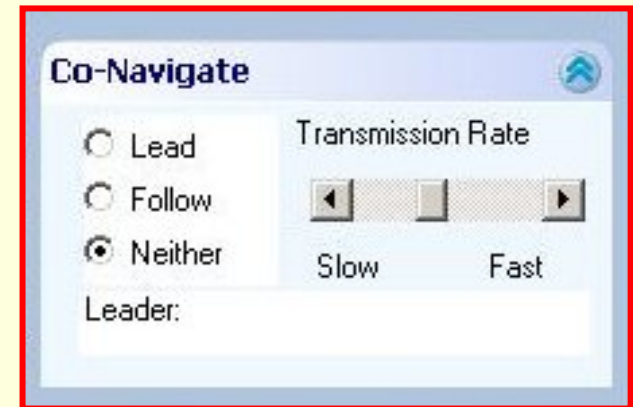 Co-Navigate
Lead
Follow
Neither
Transmission Rate
Slow Fast
Leader: